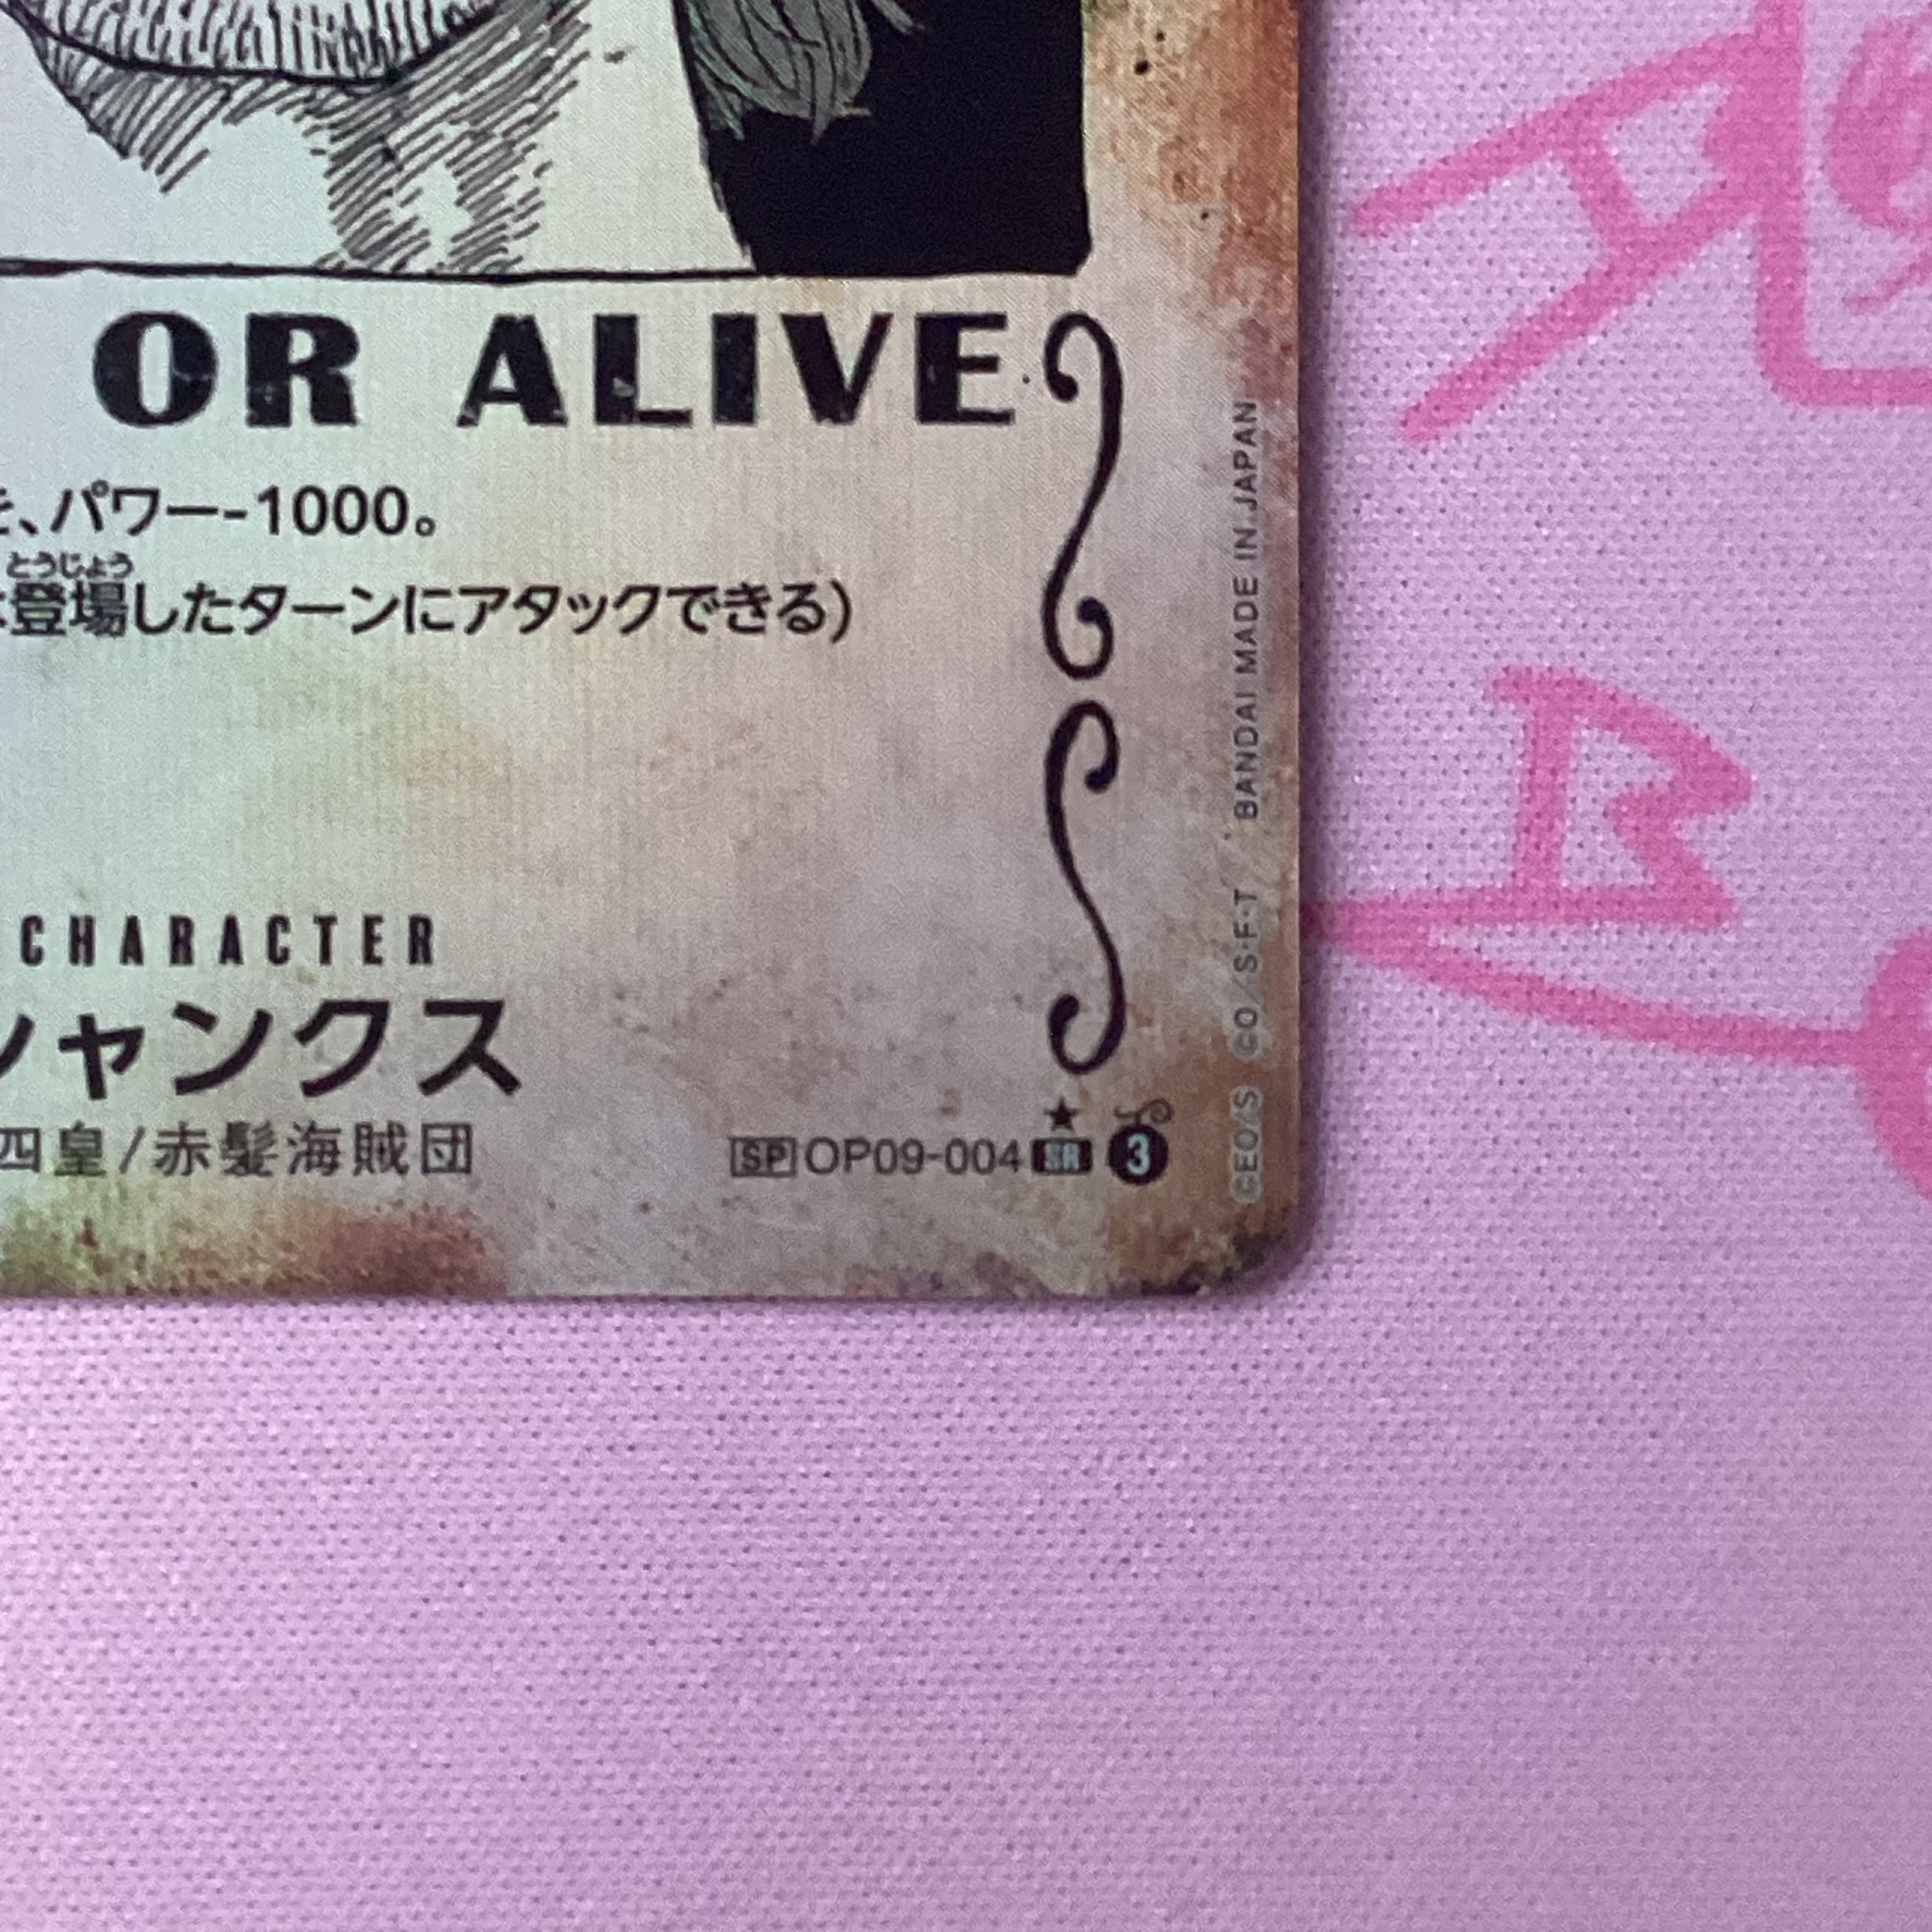 OR ALIVE
を、パワー-1000。
とうじょう
登場したターンにアタックできる)
CHARACTER
シャンクス
四皇/赤髪海賊団
SP OP09-004 SR 3
©EO/S ©O/S·F·T BANDAI MADE IN JAPAN